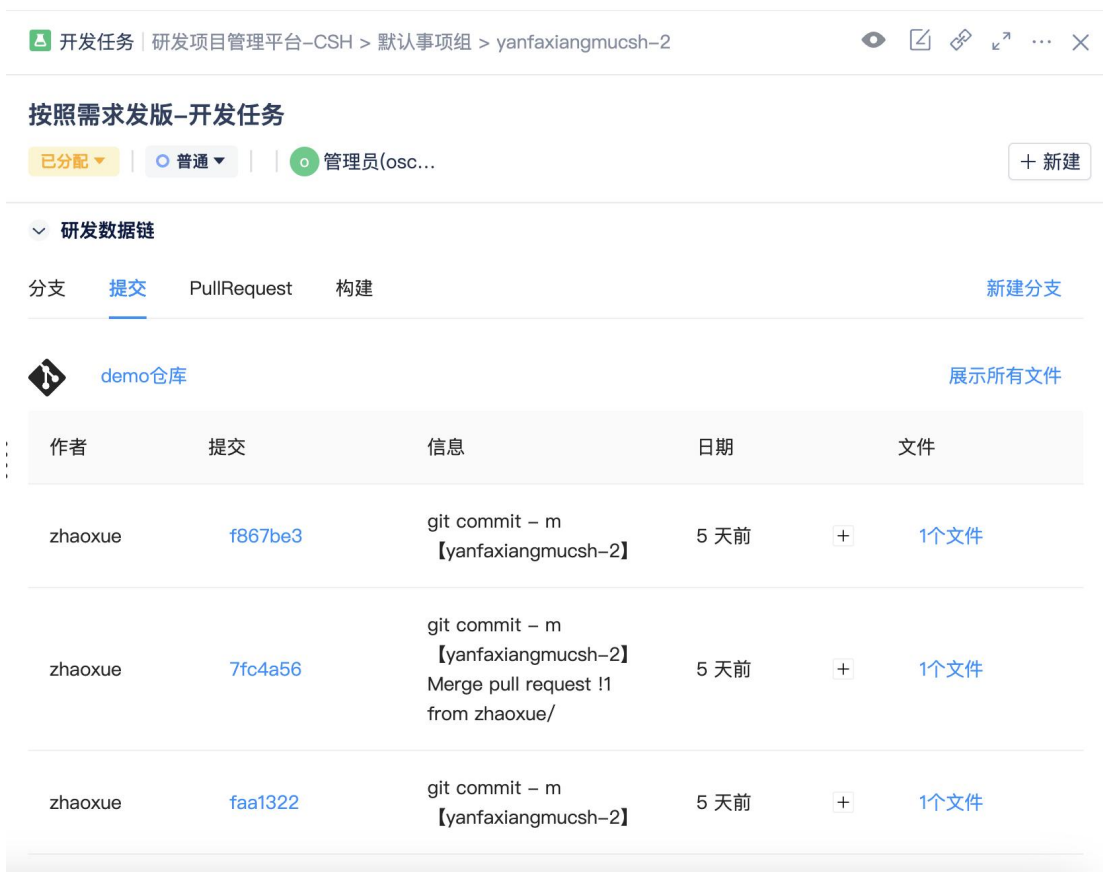 开发任务 研发项目管理平台-CSH > 默认事项组 > yanfaxiangmucsh-2
按照需求发版-开发任务
已分配 普通 o 管理员(osc... + 新建
研发数据链
分支 提交 PullRequest 构建 新建分支
demo仓库 展示所有文件
作者 提交 信息 日期 文件
zhaoxue f867be3 git commit - m 5 天前 + 1个文件
【yanfaxiangmucsh-2】
git commit - m
【yanfaxiangmucsh-2】
zhaoxue 7fc4a56 Merge pull request !1 5 天前 + 1个文件
from zhaoxue/
zhaoxue faa1322 git commit - m 5 天前 + 1个文件
【yanfaxiangmucsh-2】